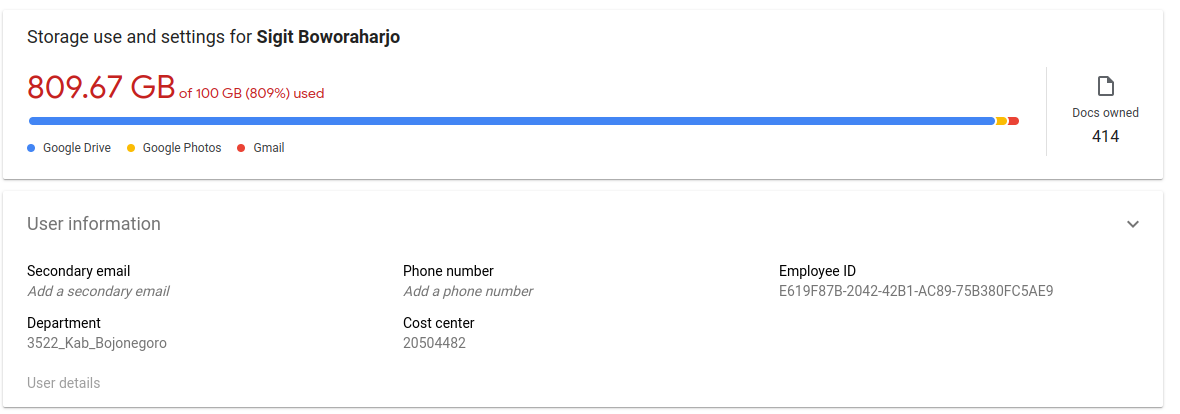 Storage use and settings for Sigit Boworaharjo
809.67 GB of 100 GB (809%) used
Google Drive Google Photos Gmail
Docs owned
414
User information
Secondary email Phone number Employee ID
Add a secondary email Add a phone number E619F87B-2042-42B1-AC89-75B380FC5AE9
Department Cost center
3522_Kab_Bojonegoro 20504482
User details